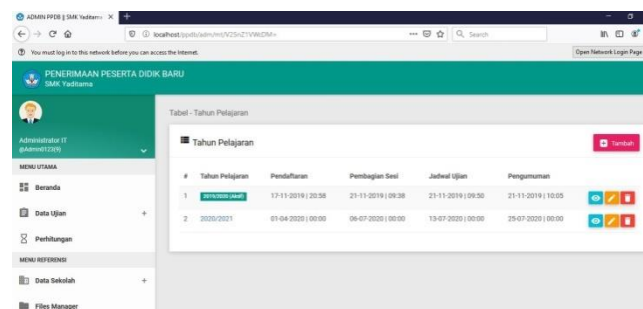 ADMIN PPDB || SMK Yaditama
localhost/ppdb/adm/mt/V25nZ1VWdDM=
Search
You must log in to this network before you can access the Internet.
Open Network Login Page
PENERIMAAN PESERTA DIDIK BARU
SMK Yaditama
Administrator IT
@Admin0123(9)
MENU UTAMA
Beranda
Data Ujian
Perhitungan
MENU REFERENSI
Data Sekolah
Files Manager
Tabel - Tahun Pelajaran
Tahun Pelajaran
Tambah
# Tahun Pelajaran Pendaftaran Pembagian Sesi Jadwal Ujian Pengumuman
1 2019/2020 (Aktif) 17-11-2019 | 20:58 21-11-2019 | 09:38 21-11-2019 | 09:50 21-11-2019 | 10:05
2 2020/2021 01-04-2020 | 00:00 06-07-2020 | 00:00 13-07-2020 | 00:00 25-07-2020 | 00:00